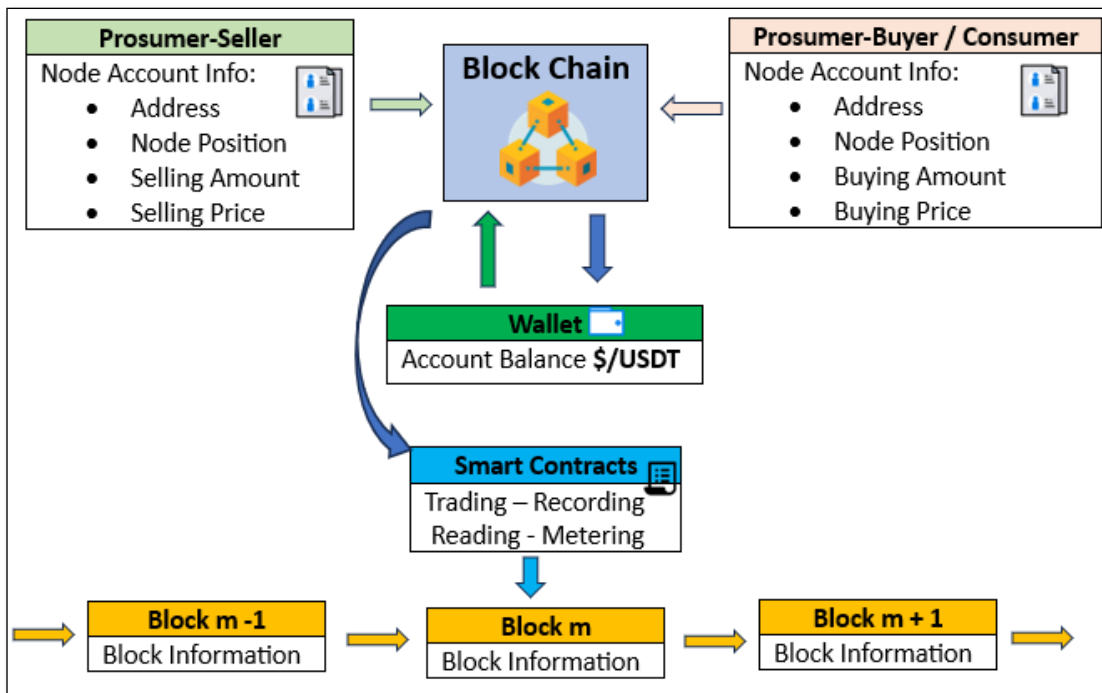 Prosumer-Seller
Node Account Info:
• Address
• Node Position
• Selling Amount
• Selling Price
Block Chain
Prosumer-Buyer / Consumer
Node Account Info:
• Address
• Node Position
• Buying Amount
• Buying Price
Wallet
Account Balance $/USDT
Smart Contracts
Trading – Recording
Reading - Metering
Block m -1
Block Information
Block m
Block Information
Block m + 1
Block Information